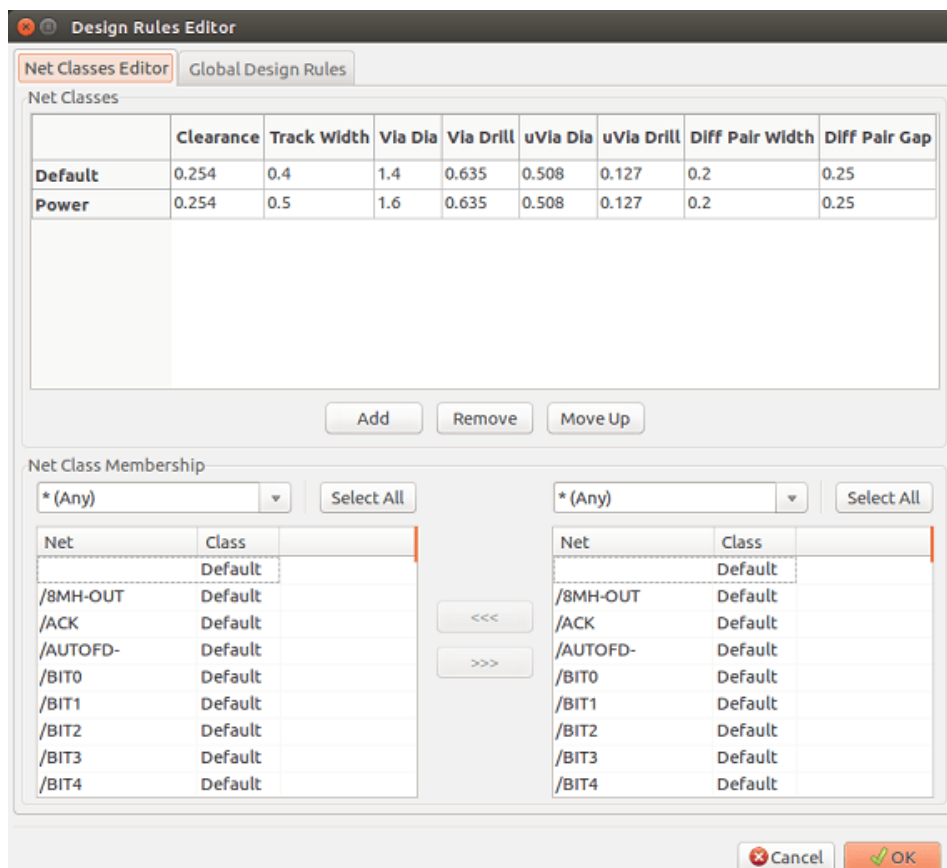 Design Rules Editor
Net Classes Editor Global Design Rules
Net Classes
Clearance Track Width Via Dia Via Drill uVia Dia uVia Drill Diff Pair Width Diff Pair Gap
Default 0.254 0.4 1.4 0.635 0.508 0.127 0.2 0.25
Power 0.254 0.5 1.6 0.635 0.508 0.127 0.2 0.25
Add Remove Move Up
Net Class Membership
* (Any) Select All * (Any) Select All
Net Class Net Class
Default Default
/8MH-OUT Default /8MH-OUT Default
/ACK Default <<< /ACK Default
/AUTOFD- Default /AUTOFD- Default
/BIT0 Default >>> /BIT0 Default
/BIT1 Default /BIT1 Default
/BIT2 Default /BIT2 Default
/BIT3 Default /BIT3 Default
/BIT4 Default /BIT4 Default
Cancel OK